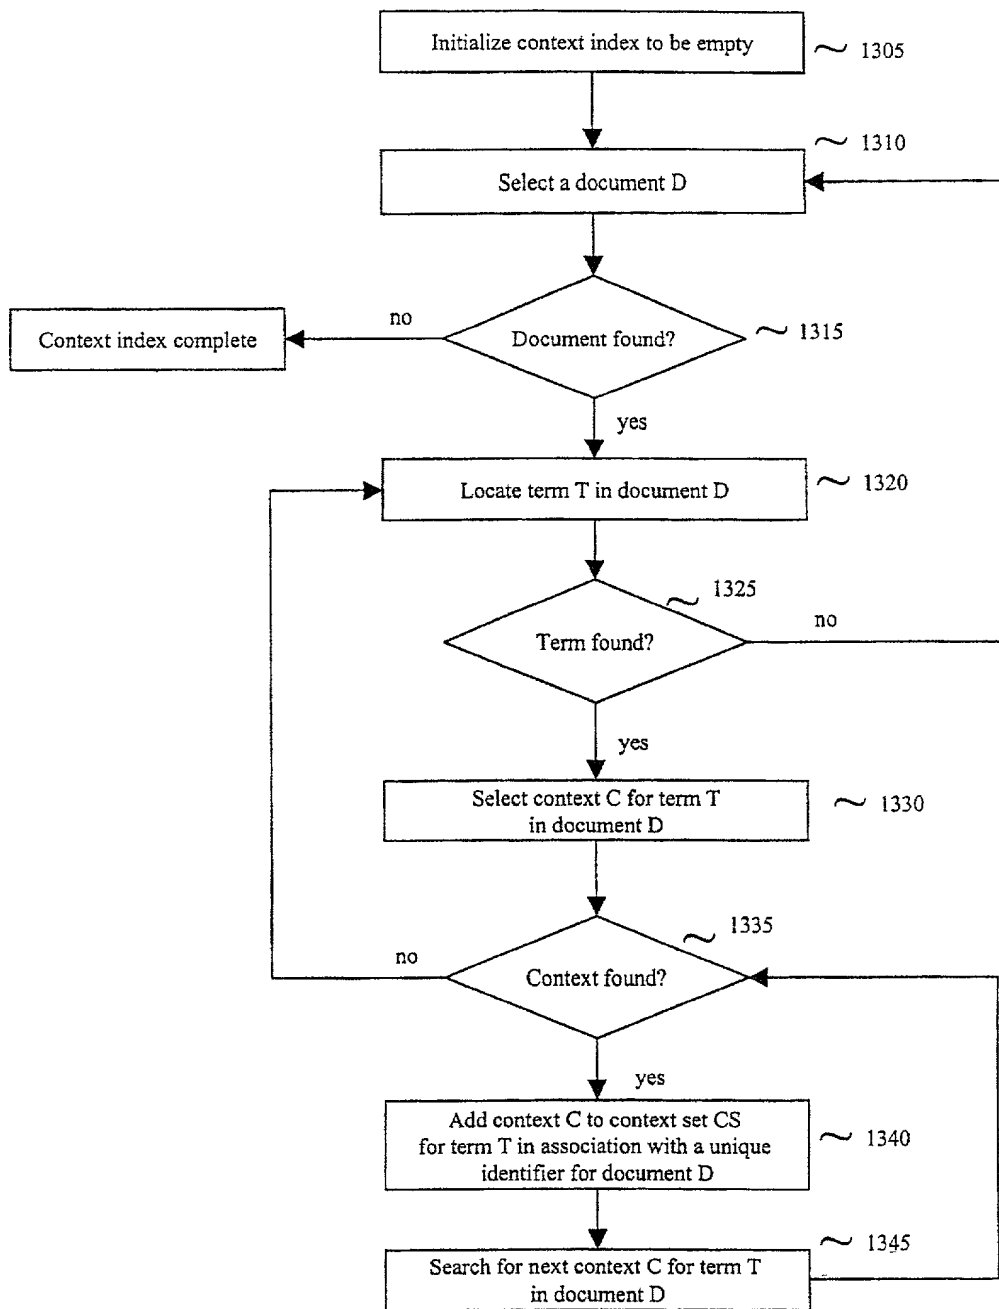 Initialize context index to be empty
1305
1310
Select a document D
no
Document found?
1315
Context index complete
yes
Locate term T in document D
1320
1325
Term found?
no
yes
Select context C for term T
in document D
1330
1335
no
Context found?
yes
Add context C to context set CS
for term T in association with a unique
identifier for document D
1340
1345
Search for next context C for term T
in document D